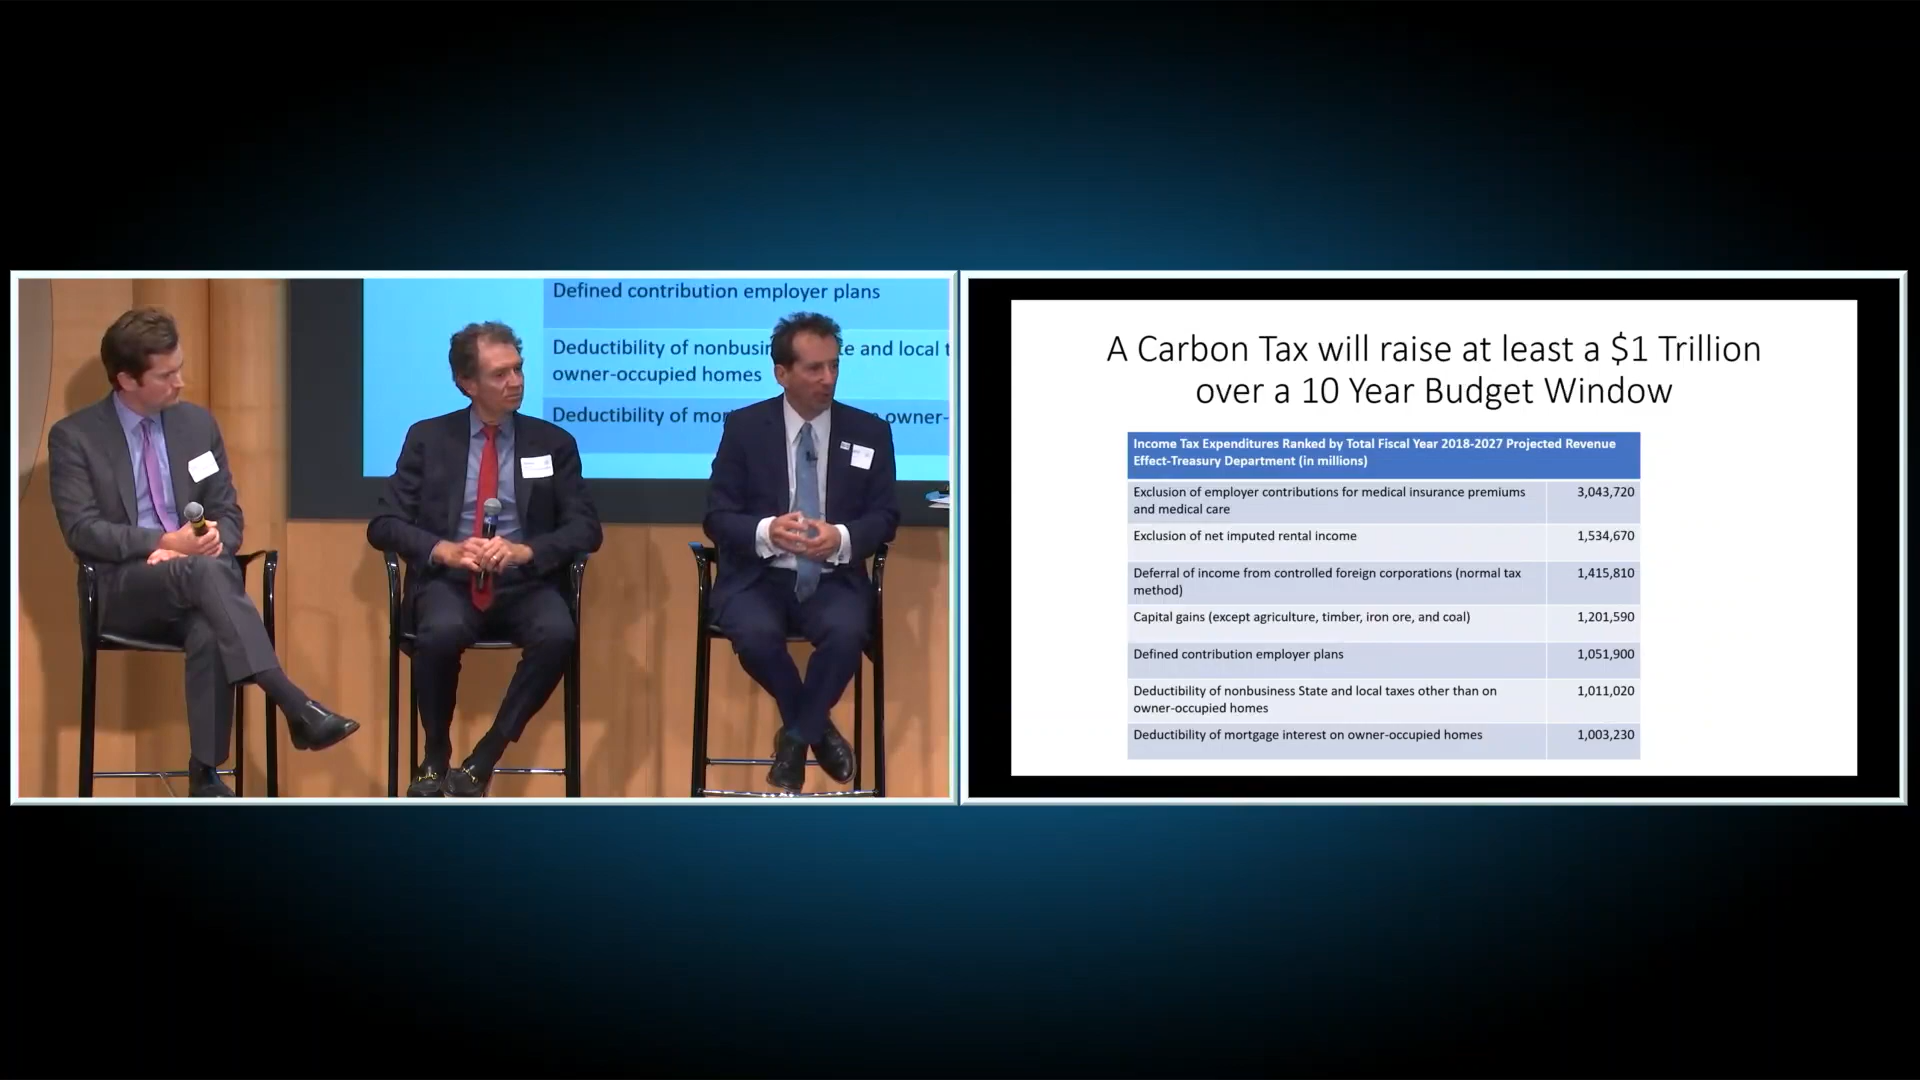 Defined contribution employer plans
Deductibility of nonbusin te and local t
owner-occupied homes
Deductibility of mor owner-
A Carbon Tax will raise at least a $1 Trillion
over a 10 Year Budget Window
Income Tax Expenditures Ranked by Total Fiscal Year 2018-2027 Projected Revenue
Effect-Treasury Department (in millions)
Exclusion of employer contributions for medical insurance premiums 3,043,720
and medical care
Exclusion of net imputed rental income 1,534,670
Deferral of income from controlled foreign corporations (normal tax 1,415,810
method)
Capital gains (except agriculture, timber, iron ore, and coal) 1,201,590
Defined contribution employer plans 1,051,900
Deductibility of nonbusiness State and local taxes other than on 1,011,020
owner-occupied homes
Deductibility of mortgage interest on owner-occupied homes 1,003,230